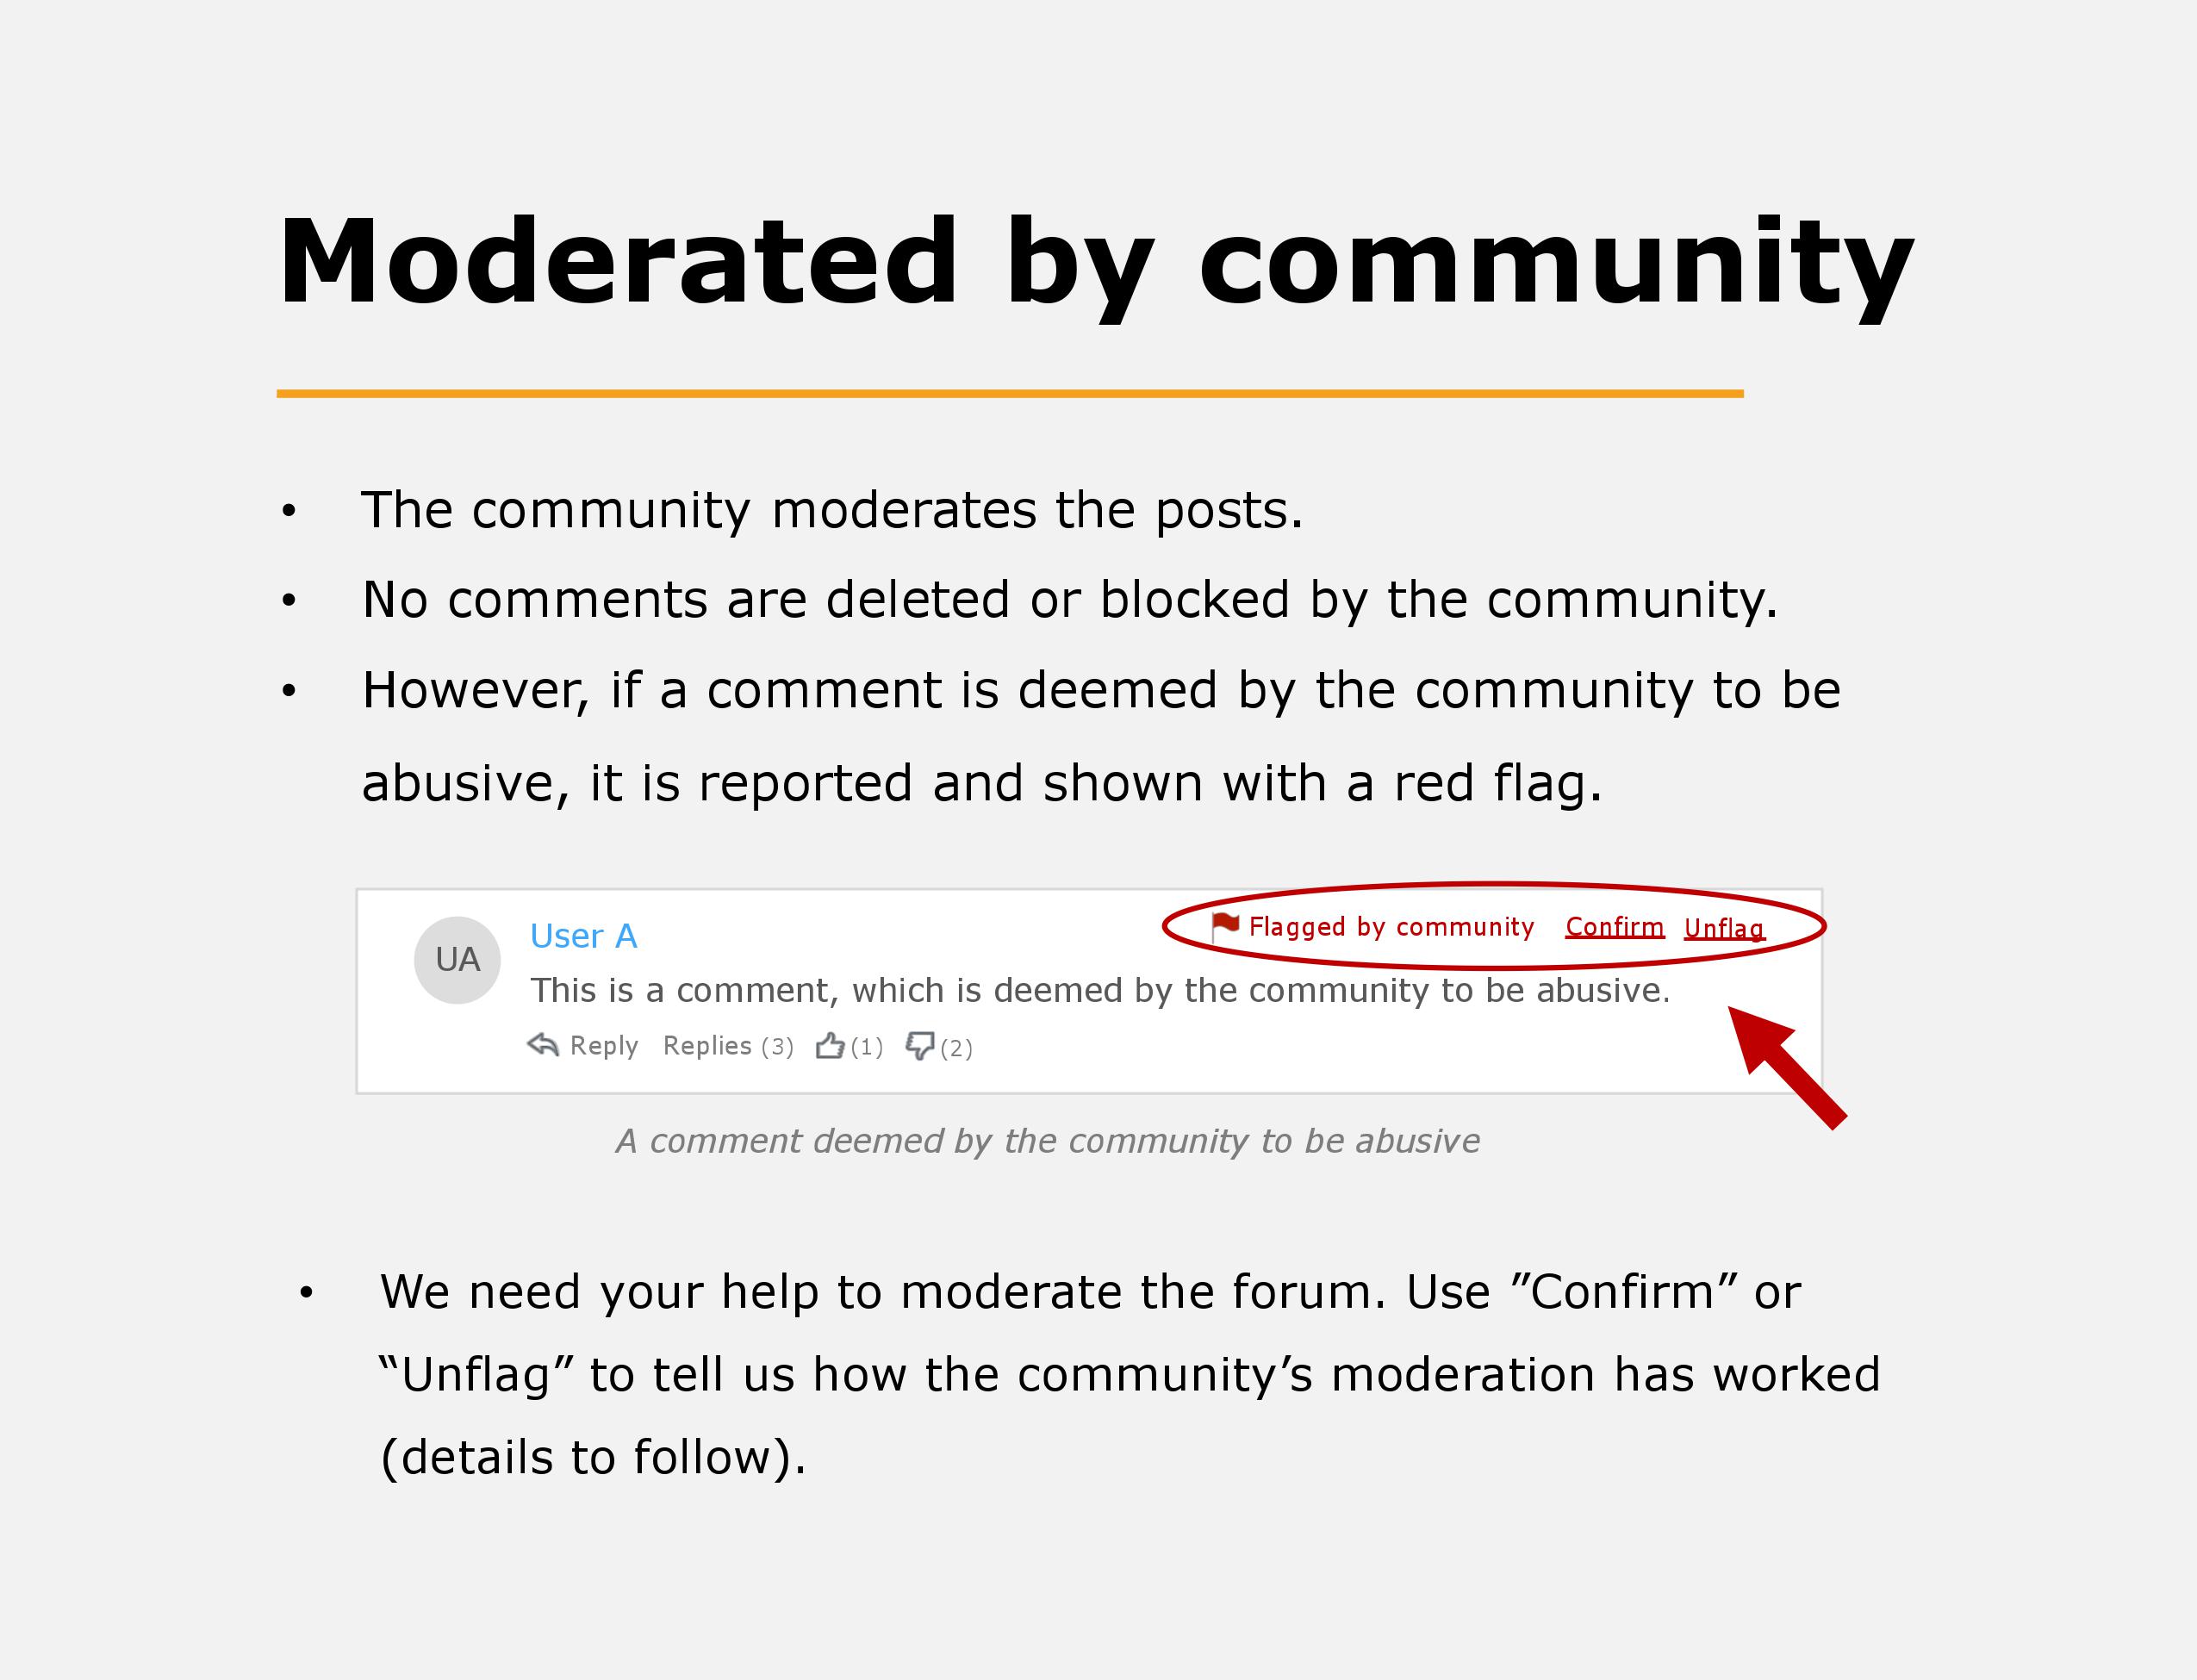 Moderated by community
• The community moderates the posts.
• No comments are deleted or blocked by the community.
• However, if a comment is deemed by the community to be
abusive, it is reported and shown with a red flag.
Flagged by community Confirm Unflag
UA User A
This is a comment, which is deemed by the community to be abusive.
Reply Replies (3) (1) (2)
A comment deemed by the community to be abusive
• We need your help to moderate the forum. Use ”Confirm” or
“Unflag” to tell us how the community’s moderation has worked
(details to follow).